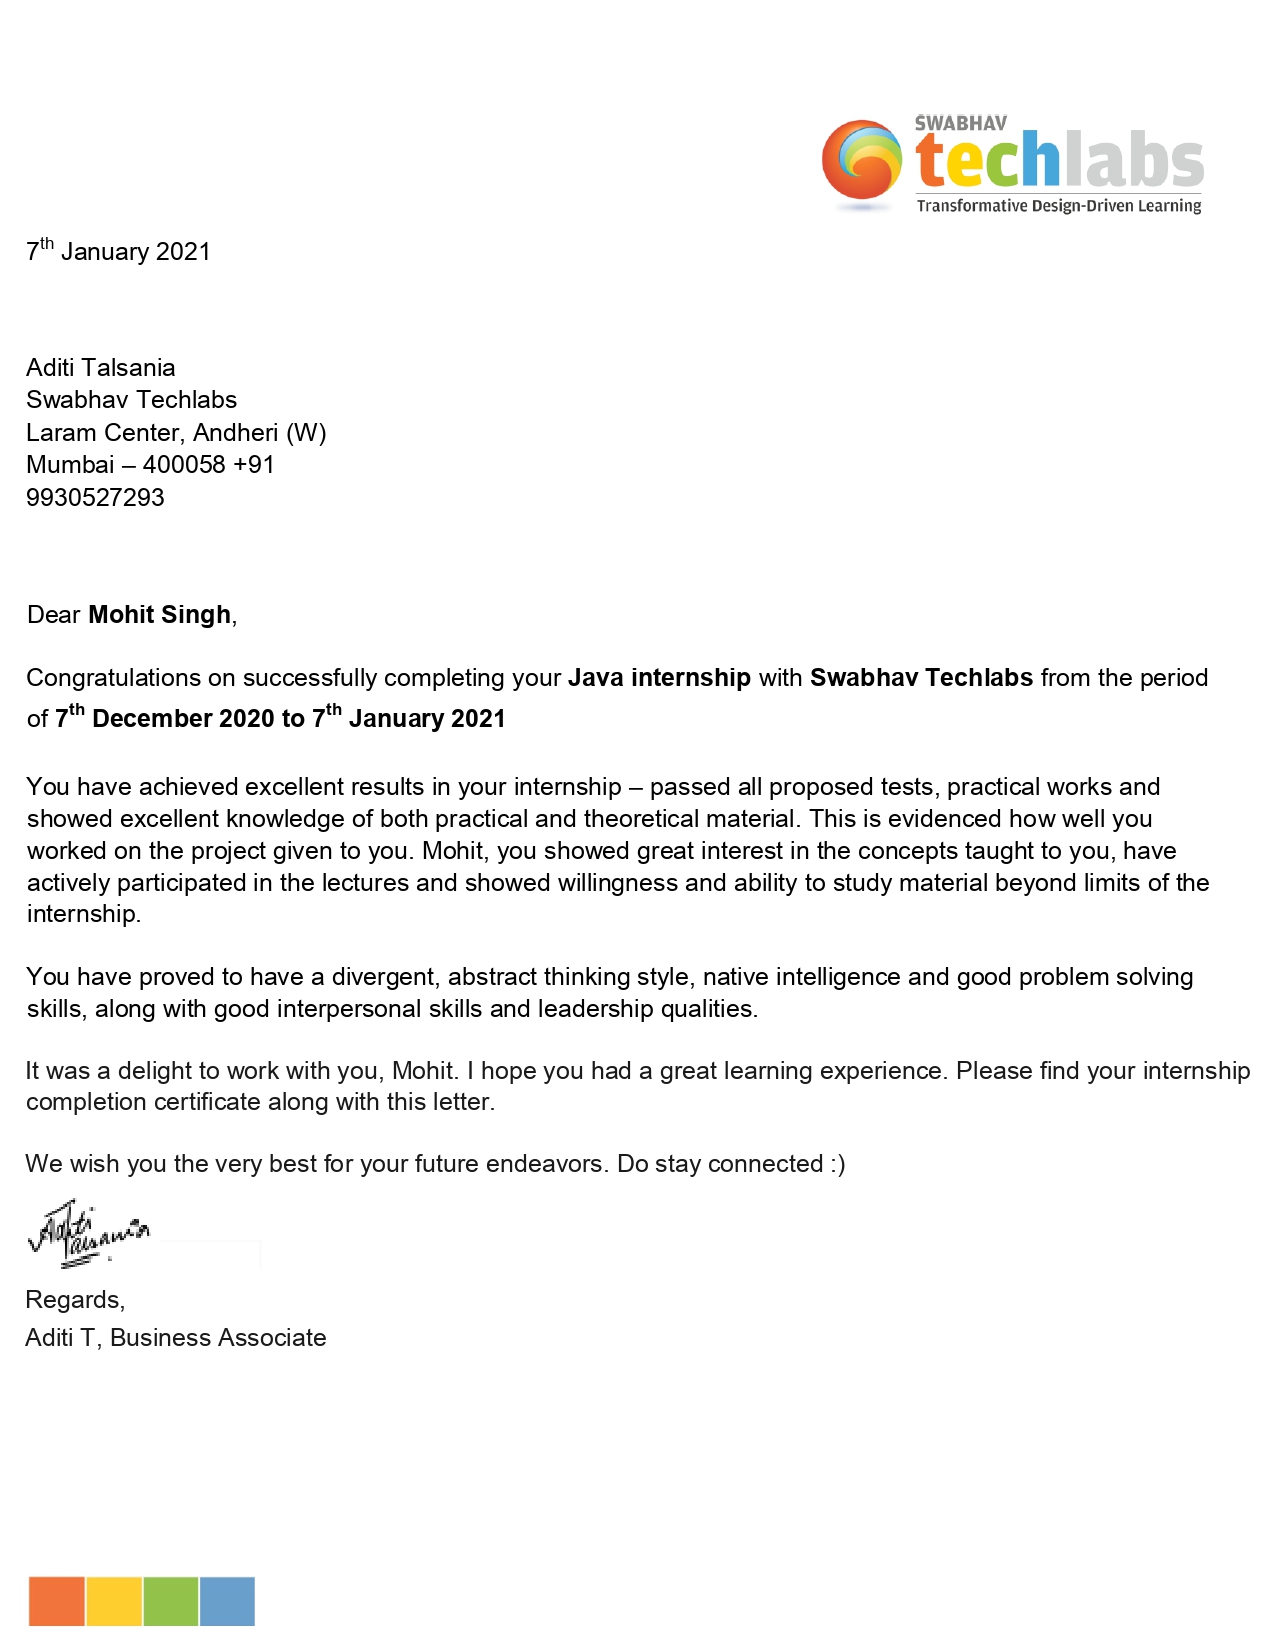 SWABHAV
techlabs
Transformative Design-Driven Learning
7th January 2021
Aditi Talsania
Swabhav Techlabs
Laram Center, Andheri (W)
Mumbai – 400058 +91
9930527293
Dear Mohit Singh,
Congratulations on successfully completing your Java internship with Swabhav Techlabs from the period
of 7th December 2020 to 7th January 2021
You have achieved excellent results in your internship – passed all proposed tests, practical works and
showed excellent knowledge of both practical and theoretical material. This is evidenced how well you
worked on the project given to you. Mohit, you showed great interest in the concepts taught to you, have
actively participated in the lectures and showed willingness and ability to study material beyond limits of the
internship.
You have proved to have a divergent, abstract thinking style, native intelligence and good problem solving
skills, along with good interpersonal skills and leadership qualities.
It was a delight to work with you, Mohit. I hope you had a great learning experience. Please find your internship
completion certificate along with this letter.
We wish you the very best for your future endeavors. Do stay connected :)
Aditi
Talsania
Regards,
Aditi T, Business Associate